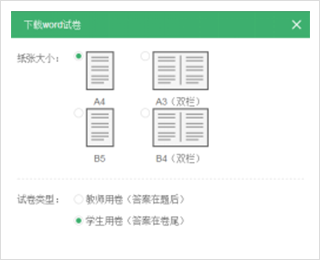 下载word试卷
纸张大小：
A4
A3（双栏）
B5
B4（双栏）
试卷类型：
教师用卷（答案在题后）
学生用卷（答案在卷尾）